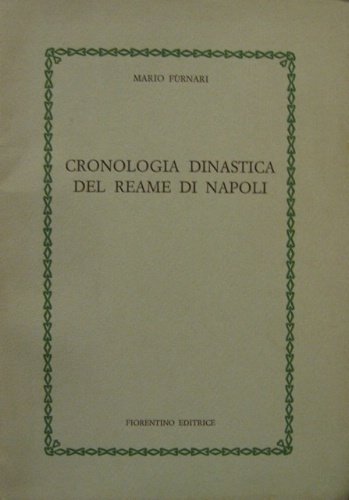 MARIO FURNARI
CRONOLOGIA DINASTICA
DEL REAME DI NAPOLI
FIORENTINO EDITRICE